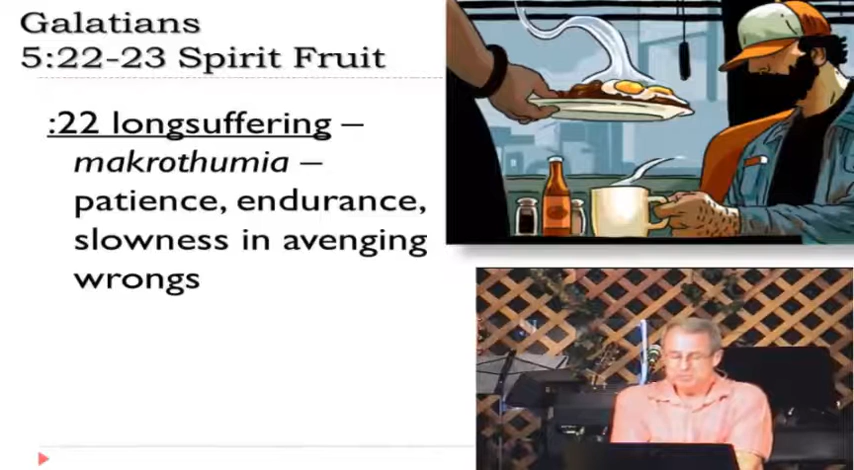 Galatians
5:22-23 Spirit Fruit
:22 longsuffering –
makrothumia –
patience, endurance,
slowness in avenging
wrongs